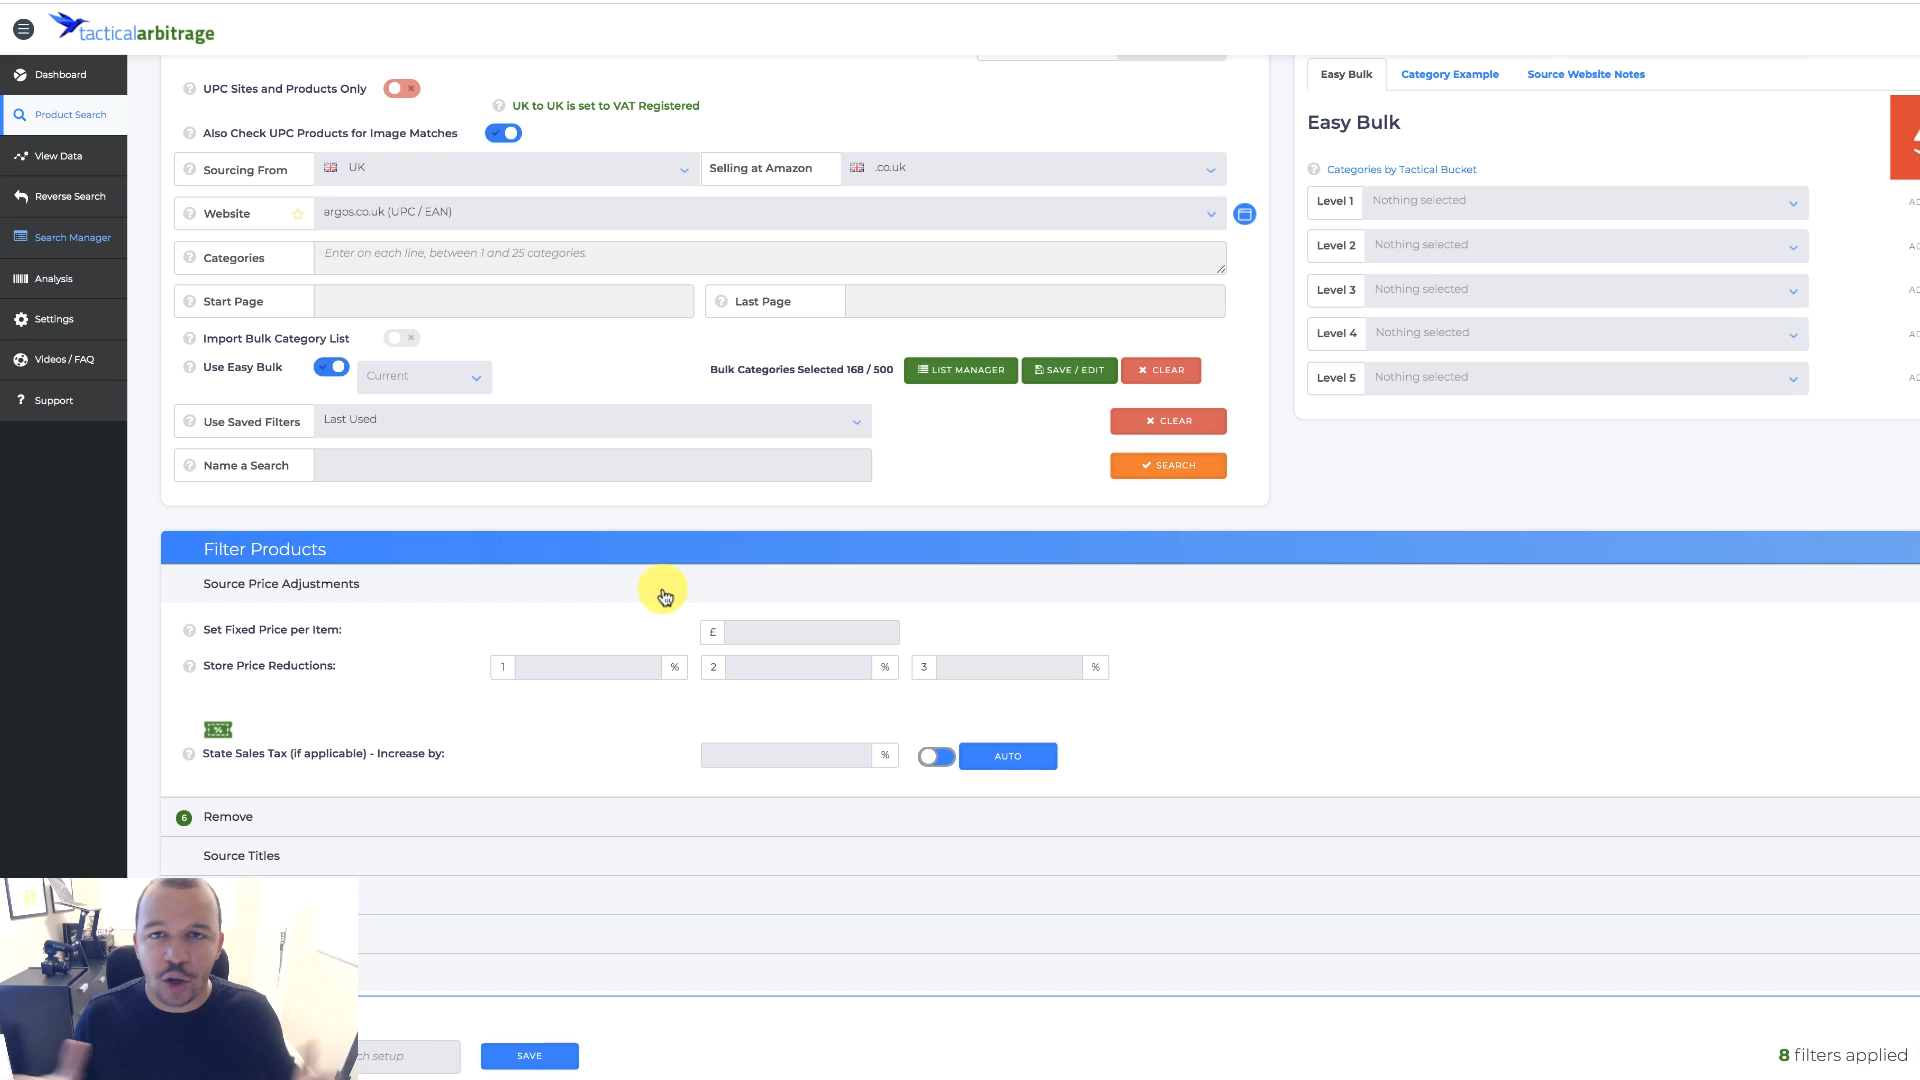 tacticalarbitrage
Dashboard
Product Search
View Data
Reverse Search
Search Manager
Analysis
Settings
Videos / FAQ
Support
UPC Sites and Products Only
UK to UK is set to VAT Registered
Also Check UPC Products for Image Matches
Sourcing From UK Selling at Amazon .co.uk
Website argos.co.uk (UPC / EAN)
Categories Enter on each line, between 1 and 25 categories.
Start Page Last Page
Import Bulk Category List
Use Easy Bulk Current Bulk Categories Selected 168 / 500 LIST MANAGER SAVE / EDIT CLEAR
Use Saved Filters Last Used CLEAR
Name a Search SEARCH
Easy Bulk Category Example Source Website Notes
Easy Bulk
Categories by Tactical Bucket
Level 1 Nothing selected
Level 2 Nothing selected
Level 3 Nothing selected
Level 4 Nothing selected
Level 5 Nothing selected
Filter Products
Source Price Adjustments
Set Fixed Price per Item: £
Store Price Reductions: 1 % 2 % 3 %
%
State Sales Tax (if applicable) - Increase by: % AUTO
6 Remove
Source Titles
setup SAVE
8 filters applied